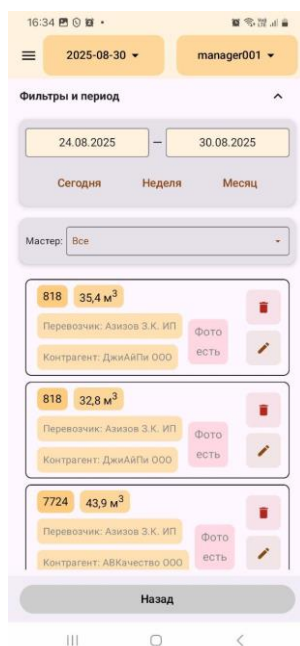 16:34
2025-08-30
manager001
Фильтры и период
24.08.2025 — 30.08.2025
Сегодня Неделя Месяц
Мастер: Все
818 35,4 м³
Перевозчик: Азизов З.К. ИП
Контрагент: ДжиАйПи ООО
Фото есть
818 32,8 м³
Перевозчик: Азизов З.К. ИП
Контрагент: ДжиАйПи ООО
Фото есть
7724 43,9 м³
Перевозчик: Азизов З.К. ИП
Контрагент: АВКачество ООО
Фото есть
Назад